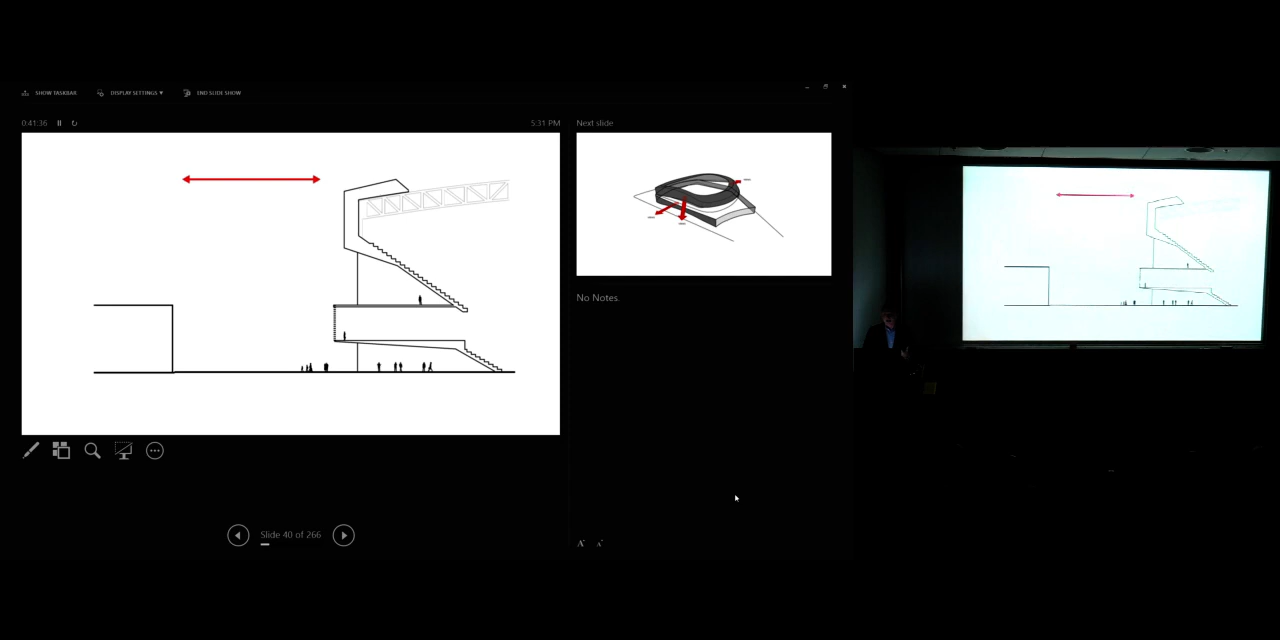 SHOW TASKBAR
DISPLAY SETTINGS ▼
END SLIDE SHOW
0:41:36
5:31 PM
Next slide
No Notes.
Slide 40 of 266
A
A